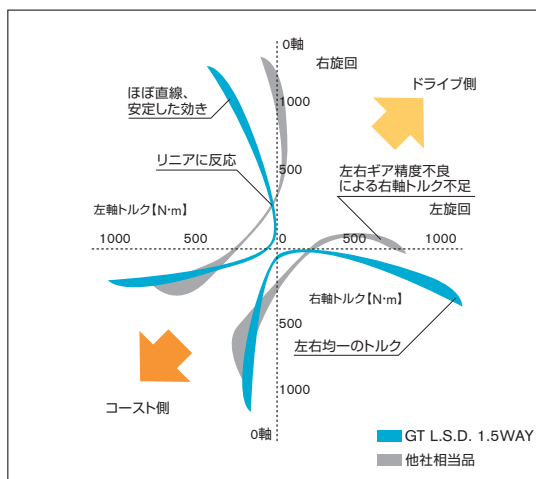 0軸
右旋回
ドライブ側
ほぼ直線、
安定した効き
1000
リニアに反応
500
左右ギア精度不良
による右軸トルク不足
左軸トルク【N・m】
左旋回
1000
500
0
500
1000
右軸トルク【N・m】
500
左右均一のトルク
1000
コースト側
0軸
GT L.S.D. 1.5WAY
他社相当品